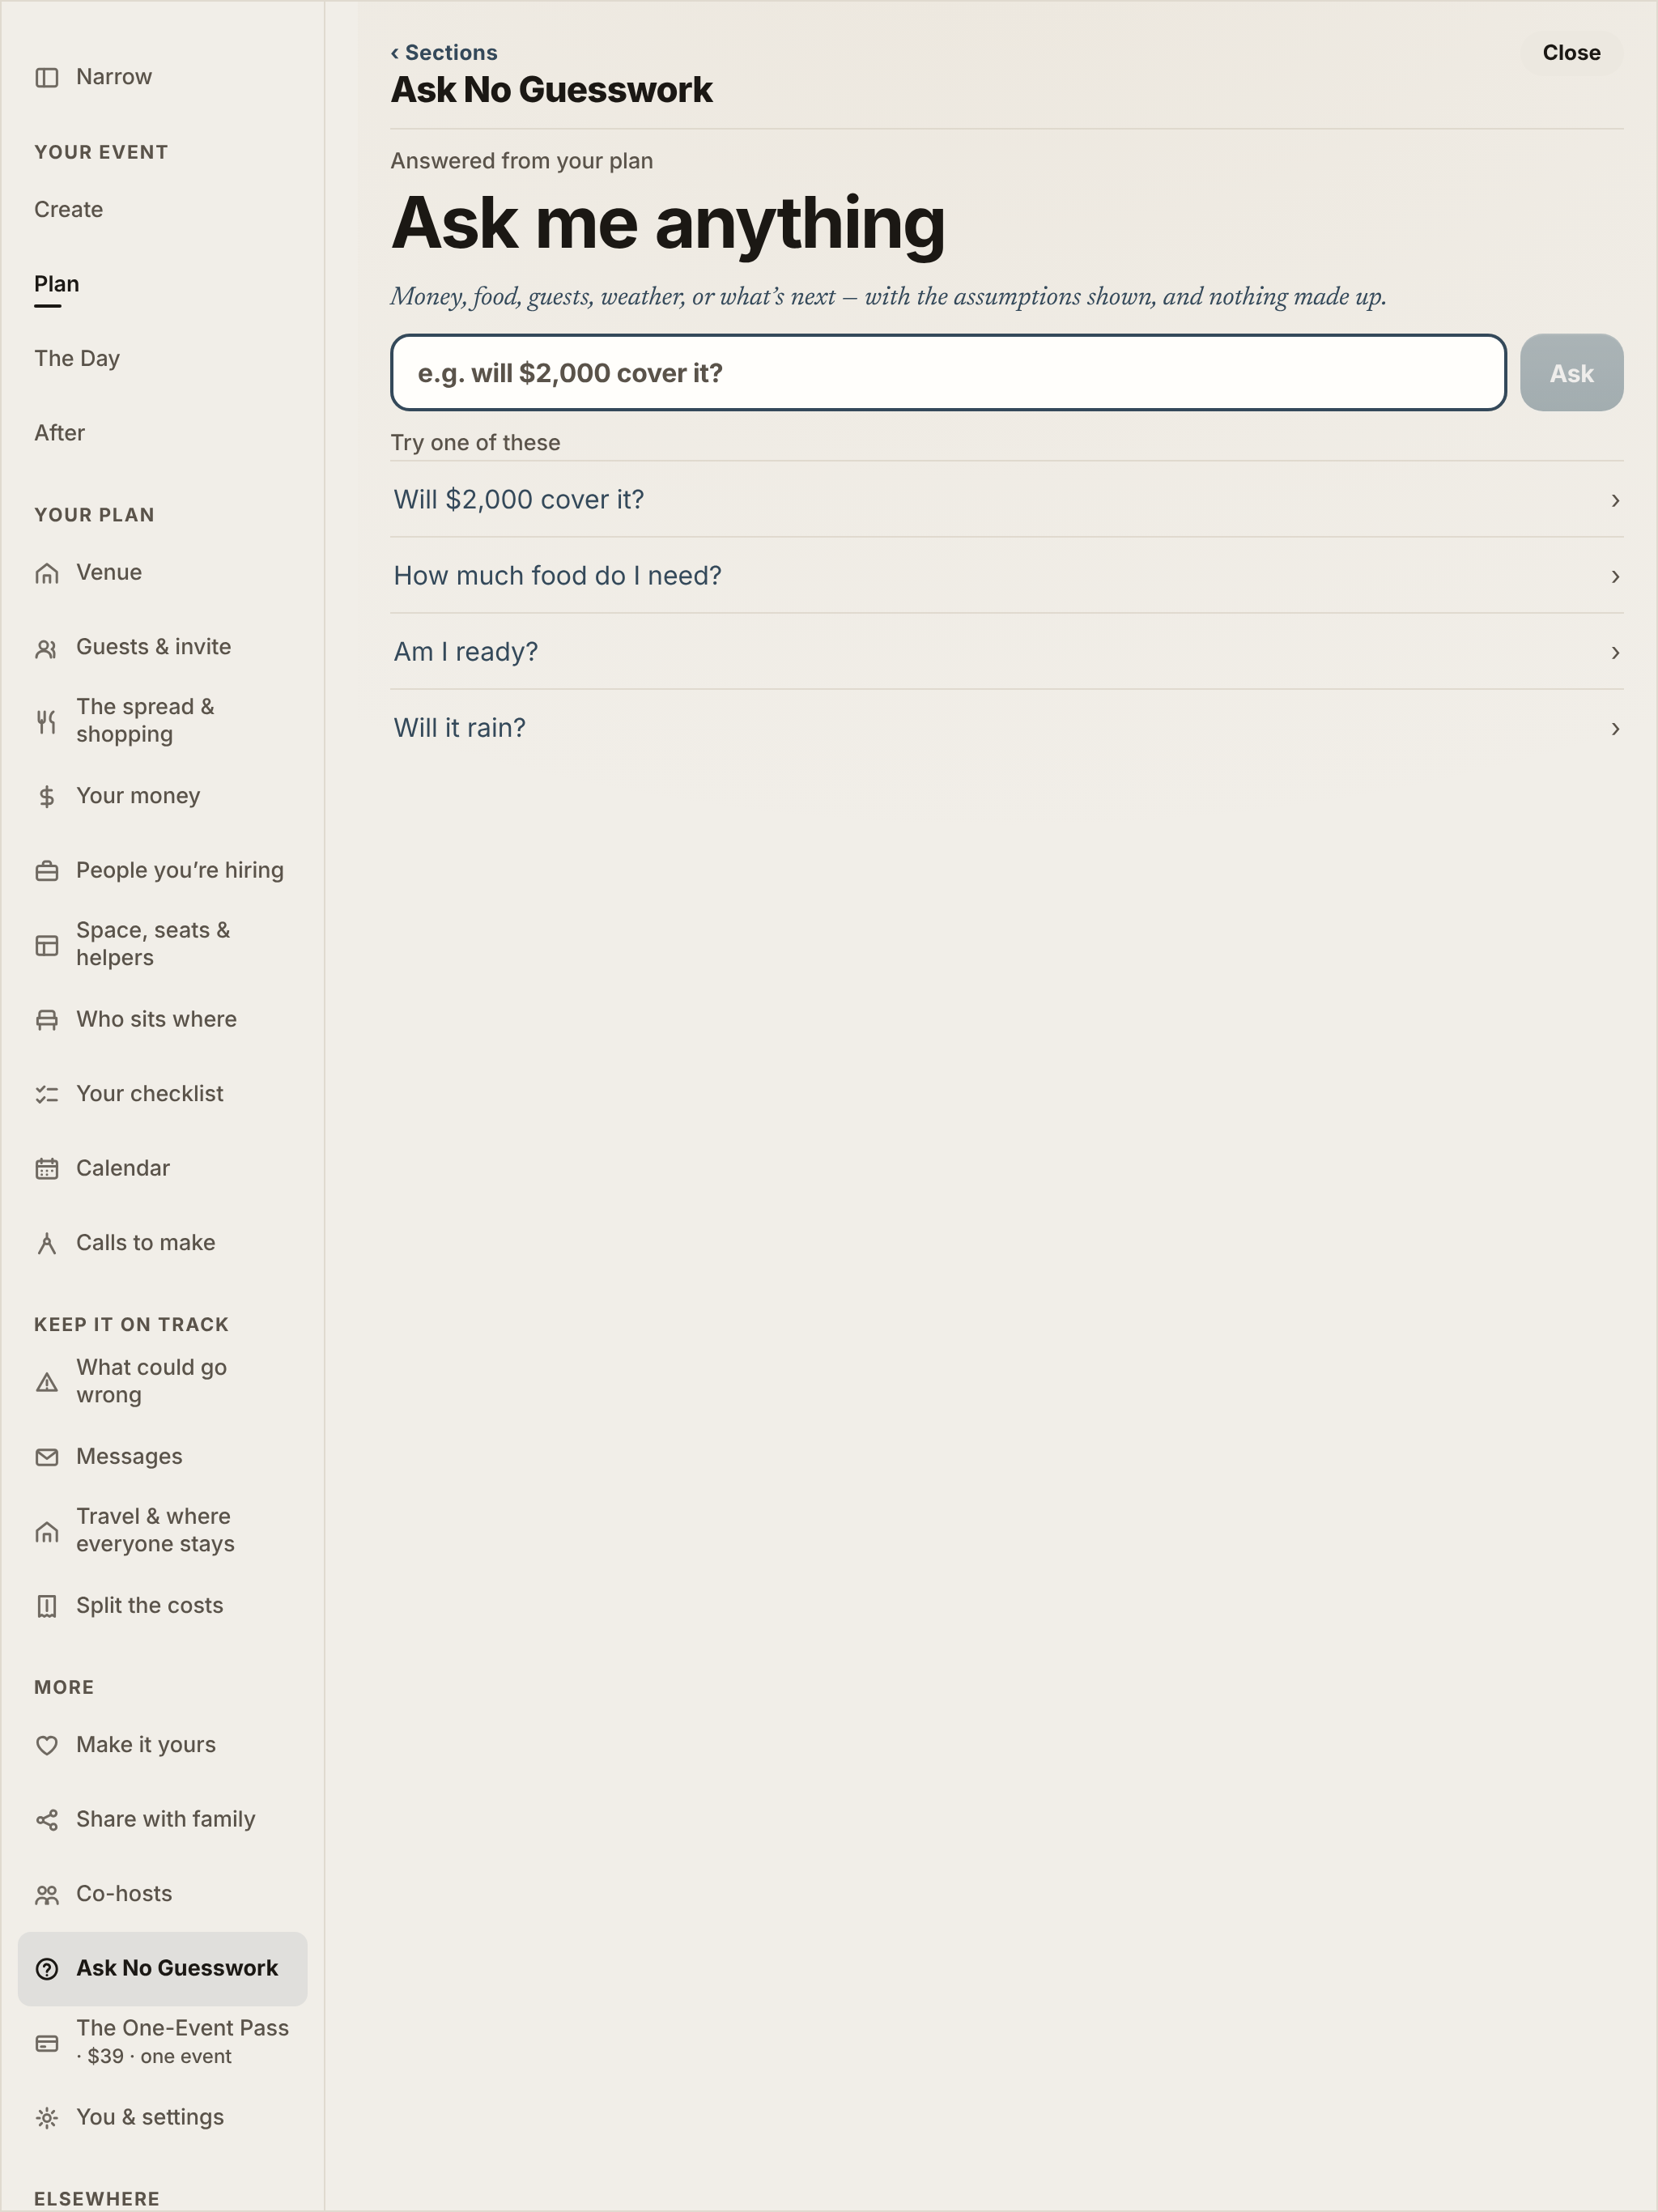 Narrow
YOUR EVENT
Create
Plan
The Day
After
YOUR PLAN
Venue
Guests & invite
The spread &
shopping
Your money
People you’re hiring
Space, seats &
helpers
Who sits where
Your checklist
Calendar
Calls to make
KEEP IT ON TRACK
What could go
wrong
Messages
Travel & where
everyone stays
Split the costs
MORE
Make it yours
Share with family
Co-hosts
Ask No Guesswork
The One-Event Pass
· $39 · one event
You & settings
ELSEWHERE
‹ Sections
Close
Ask No Guesswork
Answered from your plan
Ask me anything
Money, food, guests, weather, or what’s next — with the assumptions shown, and nothing made up.
e.g. will $2,000 cover it?
Ask
Try one of these
Will $2,000 cover it? ›
How much food do I need? ›
Am I ready? ›
Will it rain? ›